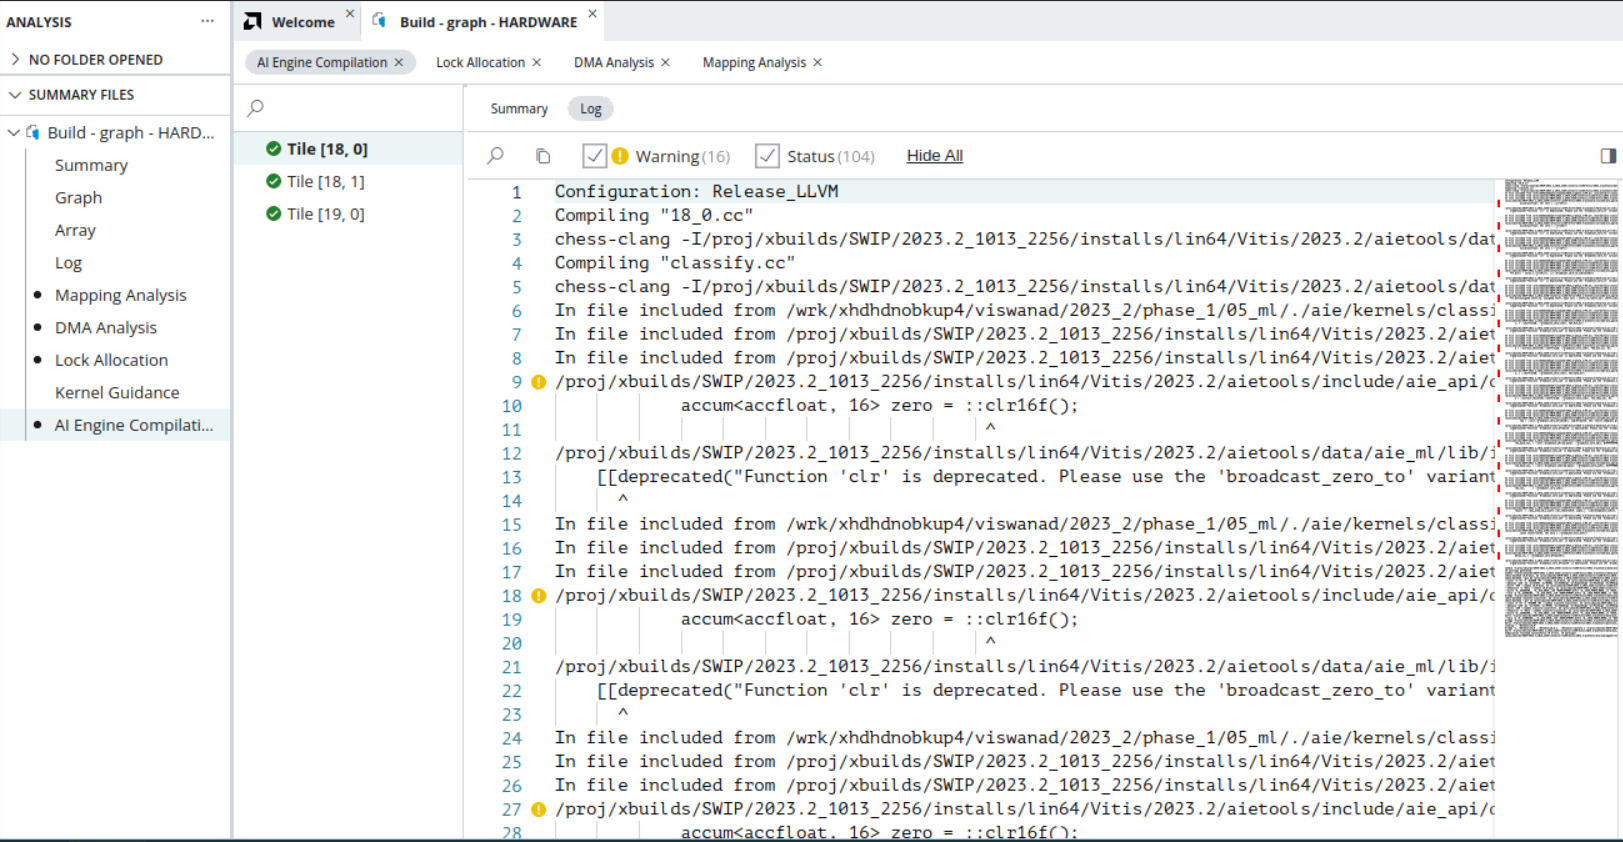 ANALYSIS
NO FOLDER OPENED
SUMMARY FILES
Build - graph - HARD...
Summary
Graph
Array
Log
Mapping Analysis
DMA Analysis
Lock Allocation
Kernel Guidance
AI Engine Compilati...
Welcome
Build - graph - HARDWARE
AI Engine Compilation
Lock Allocation
DMA Analysis
Mapping Analysis
Tile [18, 0]
Tile [18, 1]
Tile [19, 0]
Summary
Log
Warning (16)
Status (104)
Hide All
1 Configuration: Release_LLVM
2 Compiling "18_0.cc"
3 chess-clang -I/proj/xbuilds/SWIP/2023.2_1013_2256/installs/lin64/Vitis/2023.2/aietools/dat
4 Compiling "classify.cc"
5 chess-clang -I/proj/xbuilds/SWIP/2023.2_1013_2256/installs/lin64/Vitis/2023.2/aietools/dat
6 In file included from /wrk/xhdhdnobkup4/viswanad/2023_2/phase_1/05_ml/./aie/kernels/classi
7 In file included from /proj/xbuilds/SWIP/2023.2_1013_2256/installs/lin64/Vitis/2023.2/aiet
8 In file included from /proj/xbuilds/SWIP/2023.2_1013_2256/installs/lin64/Vitis/2023.2/aiet
9 /proj/xbuilds/SWIP/2023.2_1013_2256/installs/lin64/Vitis/2023.2/aietools/include/aie_api/
10 accum<accfloat, 16> zero = ::clr16f();
11 ^
12 /proj/xbuilds/SWIP/2023.2_1013_2256/installs/lin64/Vitis/2023.2/aietools/data/aie_ml/lib/i
13 [[deprecated("Function 'clr' is deprecated. Please use the 'broadcast_zero_to' variant
14 ^
15 In file included from /wrk/xhdhdnobkup4/viswanad/2023_2/phase_1/05_ml/./aie/kernels/classi
16 In file included from /proj/xbuilds/SWIP/2023.2_1013_2256/installs/lin64/Vitis/2023.2/aiet
17 In file included from /proj/xbuilds/SWIP/2023.2_1013_2256/installs/lin64/Vitis/2023.2/aiet
18 /proj/xbuilds/SWIP/2023.2_1013_2256/installs/lin64/Vitis/2023.2/aietools/include/aie_api/
19 accum<accfloat, 16> zero = ::clr16f();
20 ^
21 /proj/xbuilds/SWIP/2023.2_1013_2256/installs/lin64/Vitis/2023.2/aietools/data/aie_ml/lib/i
22 [[deprecated("Function 'clr' is deprecated. Please use the 'broadcast_zero_to' variant
23 ^
24 In file included from /wrk/xhdhdnobkup4/viswanad/2023_2/phase_1/05_ml/./aie/kernels/classi
25 In file included from /proj/xbuilds/SWIP/2023.2_1013_2256/installs/lin64/Vitis/2023.2/aiet
26 In file included from /proj/xbuilds/SWIP/2023.2_1013_2256/installs/lin64/Vitis/2023.2/aiet
27 /proj/xbuilds/SWIP/2023.2_1013_2256/installs/lin64/Vitis/2023.2/aietools/include/aie_api/
28 accum<accfloat, 16> zero = ::clr16f();